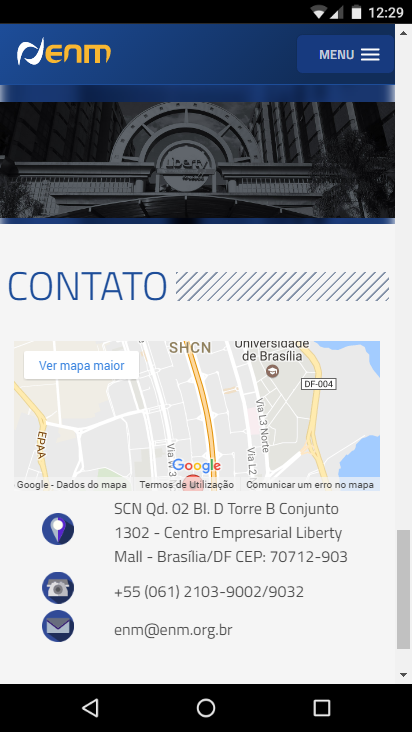 12:29
enm
MENU
Liberty
CONTATO
SHCN
Universidade
de Brasília
Ver mapa maior
DF-004
EPAA
Via L3 Norte
Via L2
Google
Google - Dados do mapa
Termos de Utilização
Comunicar um erro no mapa
SCN Qd. 02 Bl. D Torre B Conjunto
1302 - Centro Empresarial Liberty
Mall - Brasília/DF CEP: 70712-903
+55 (061) 2103-9002/9032
enm@enm.org.br